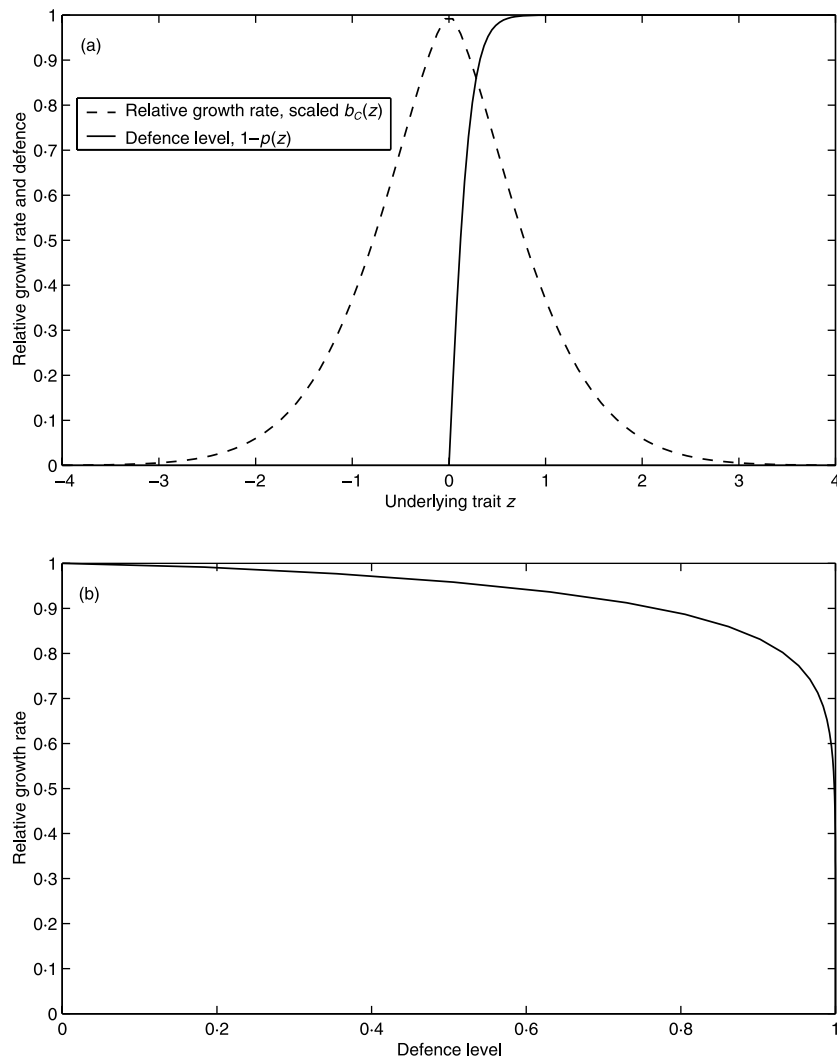 (a)
Relative growth rate, scaled b_C(z)
Defence level, 1−p(z)
Relative growth rate and defence
1
0·9
0·8
0·7
0·6
0·5
0·4
0·3
0·2
0·1
0
−4 −3 −2 −1 0 1 2 3 4
Underlying trait z
(b)
Relative growth rate
1
0·9
0·8
0·7
0·6
0·5
0·4
0·3
0·2
0·1
0
0 0·2 0·4 0·6 0·8 1
Defence level